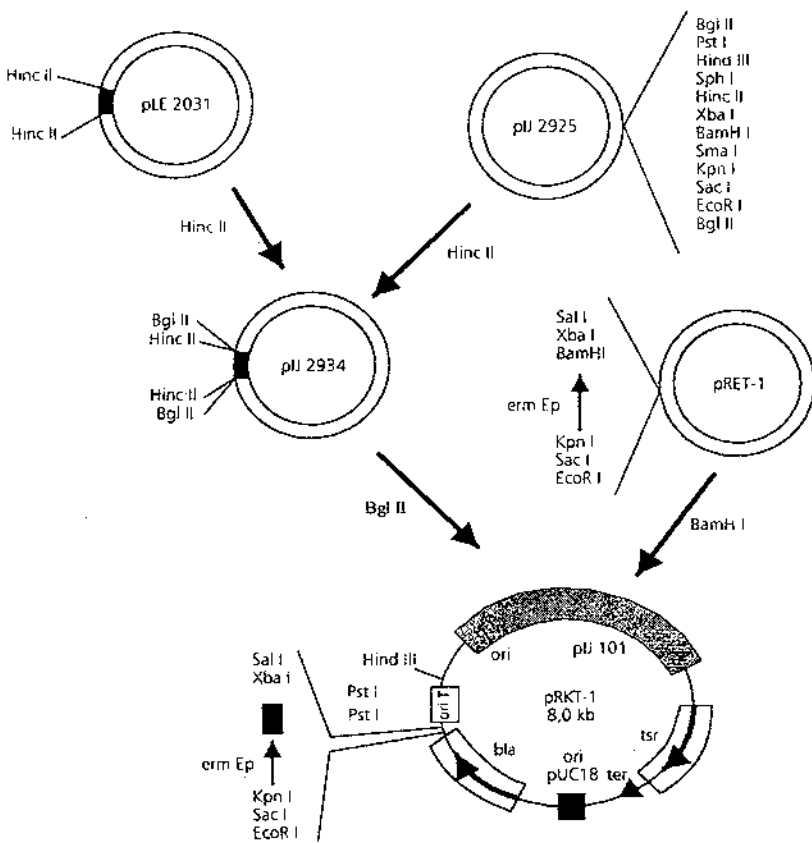 Hinc II
Hinc II
pLE 2031
Hinc II
pIJ 2925
Bgl II
Pst I
Hind III
Sph I
Hinc II
Xba I
BamH I
Sma I
Kpn I
Sac I
EcoR I
Bgl II
Hinc II
Bgl II
Hinc II
Hinc II
Bgl II
pIJ 2934
Sal I
Xba I
BamHI
erm Ep
Kpn I
Sac I
EcoR I
pRET-1
Bgl II
BamH I
Sal I
Xba I
erm Ep
Kpn I
Sac I
EcoR I
Hind III
Pst I
Pst I
ori T
ori
pIJ 101
pRKT-1
8,0 kb
bla
ori
pUC18
ter
tsr